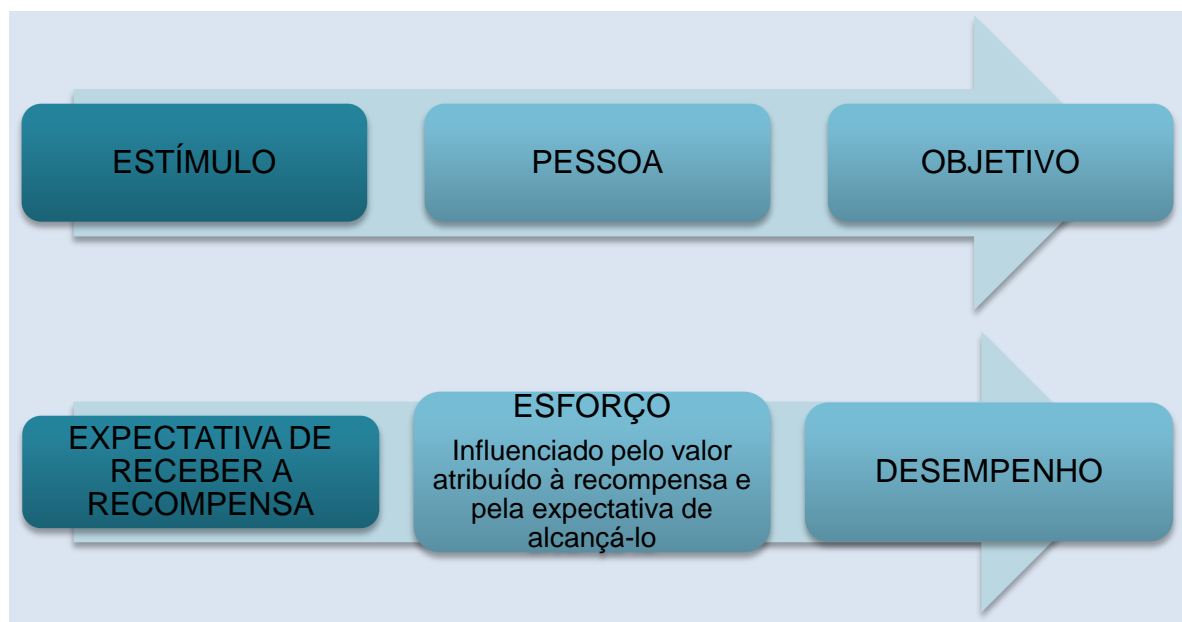 ESTÍMULO
PESSOA
OBJETIVO
EXPECTATIVA DE
RECEBER A
RECOMPENSA
ESFORÇO
Influenciado pelo valor
atribuído à recompensa e
pela expectativa de
alcançá-lo
DESEMPENHO